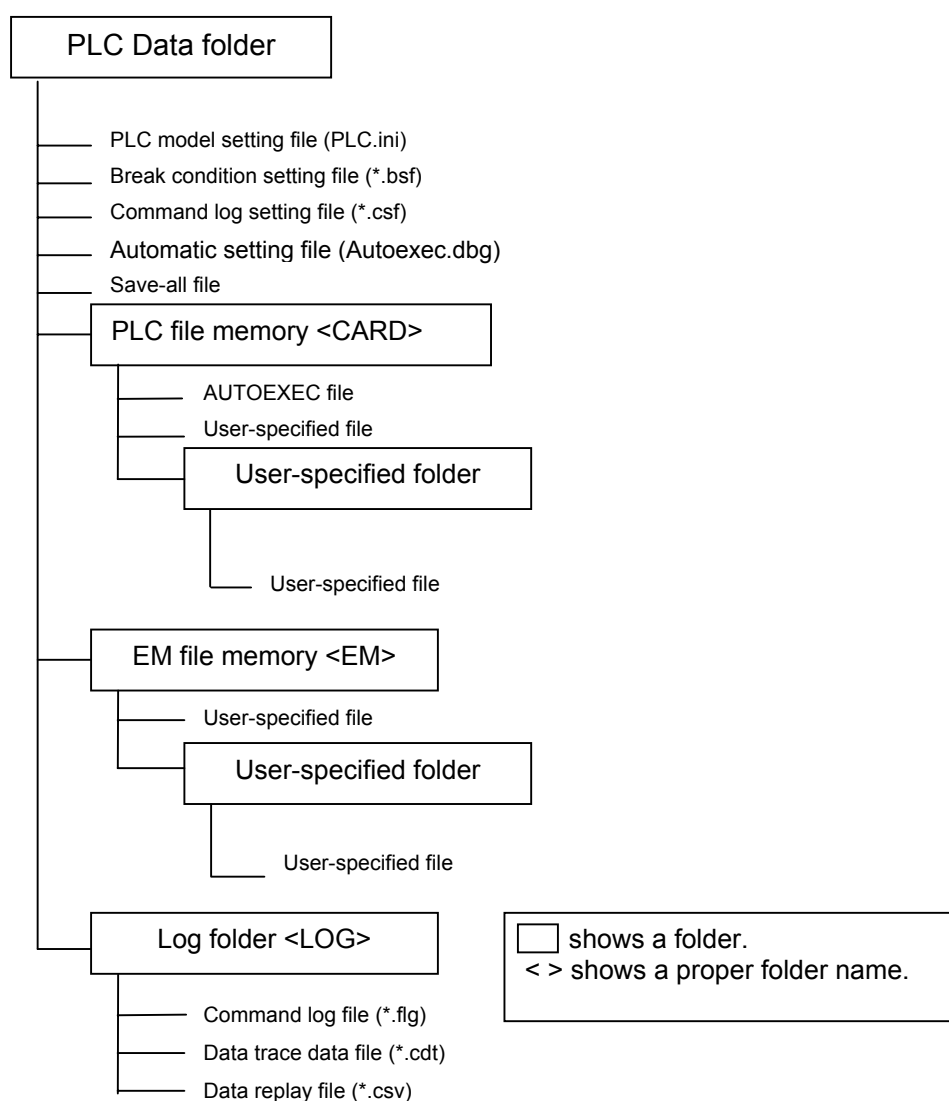 PLC Data folder
PLC model setting file (PLC.ini)
Break condition setting file (*.bsf)
Command log setting file (*.csf)
Automatic setting file (Autoexec.dbg)
Save-all file
PLC file memory <CARD>
AUTOEXEC file
User-specified file
User-specified folder
User-specified file
EM file memory <EM>
User-specified file
User-specified folder
User-specified file
Log folder <LOG>
Command log file (*.flg)
Data trace data file (*.cdt)
Data replay file (*.csv)
shows a folder.
< > shows a proper folder name.